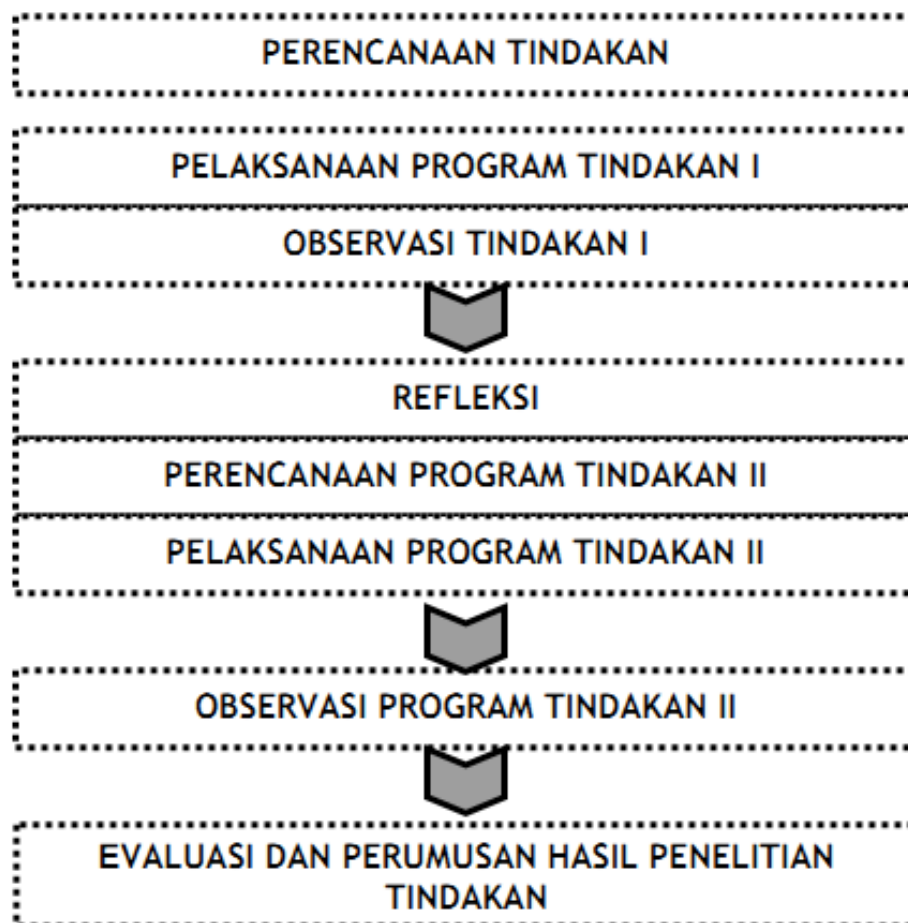 PERENCANAAN TINDAKAN
PELAKSANAAN PROGRAM TINDAKAN I
OBSERVASI TINDAKAN I
REFLEKSI
PERENCANAAN PROGRAM TINDAKAN II
PELAKSANAAN PROGRAM TINDAKAN II
OBSERVASI PROGRAM TINDAKAN II
EVALUASI DAN PERUMUSAN HASIL PENELITIAN
TINDAKAN